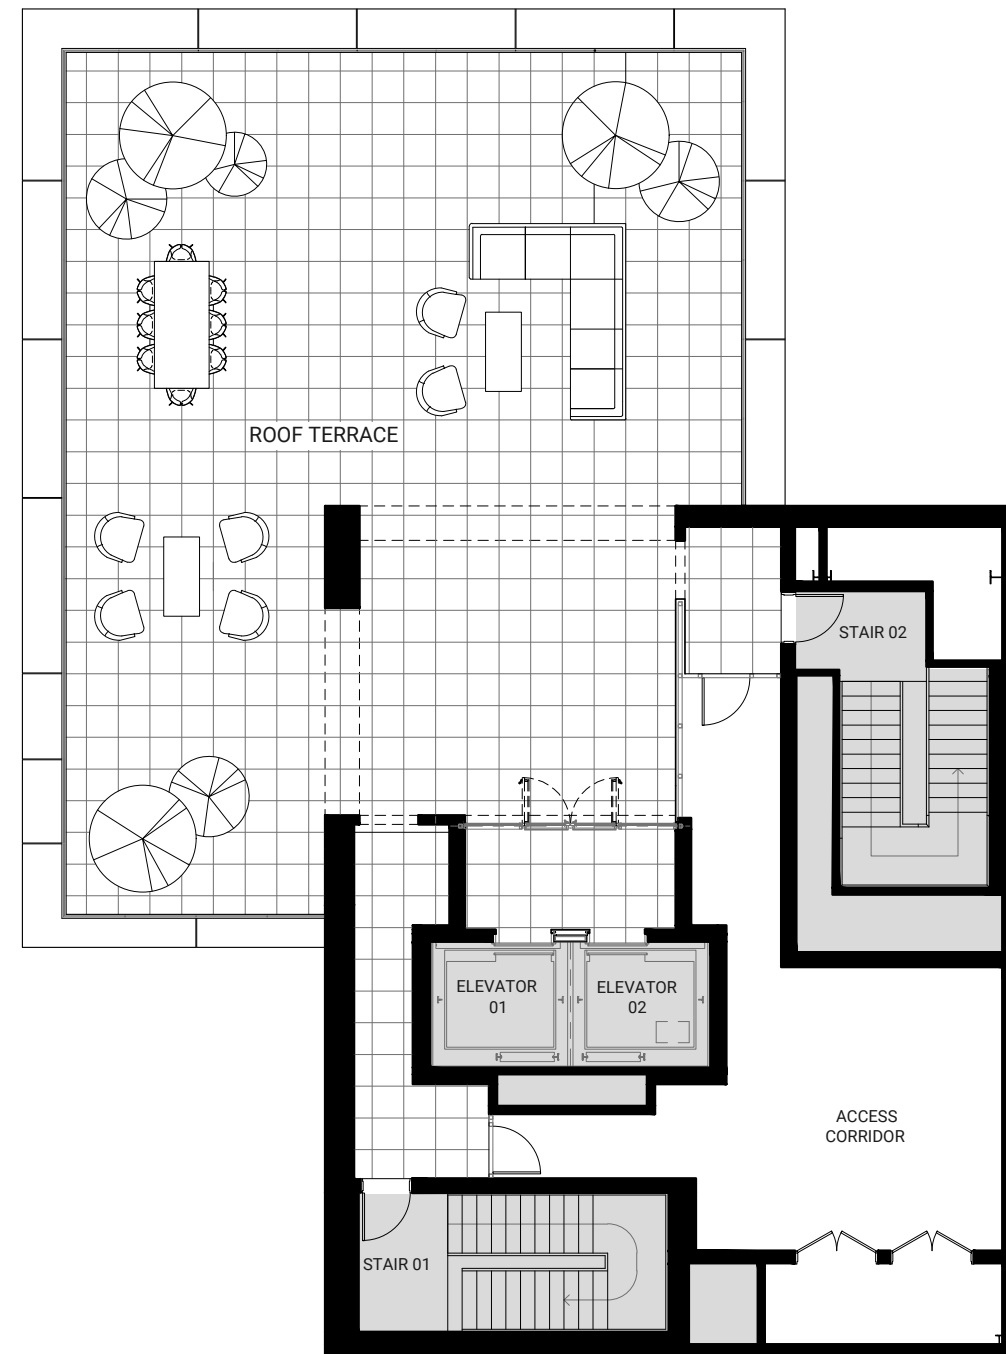 ROOF TERRACE
STAIR 02
ELEVATOR
01
ELEVATOR
02
ACCESS
CORRIDOR
STAIR 01